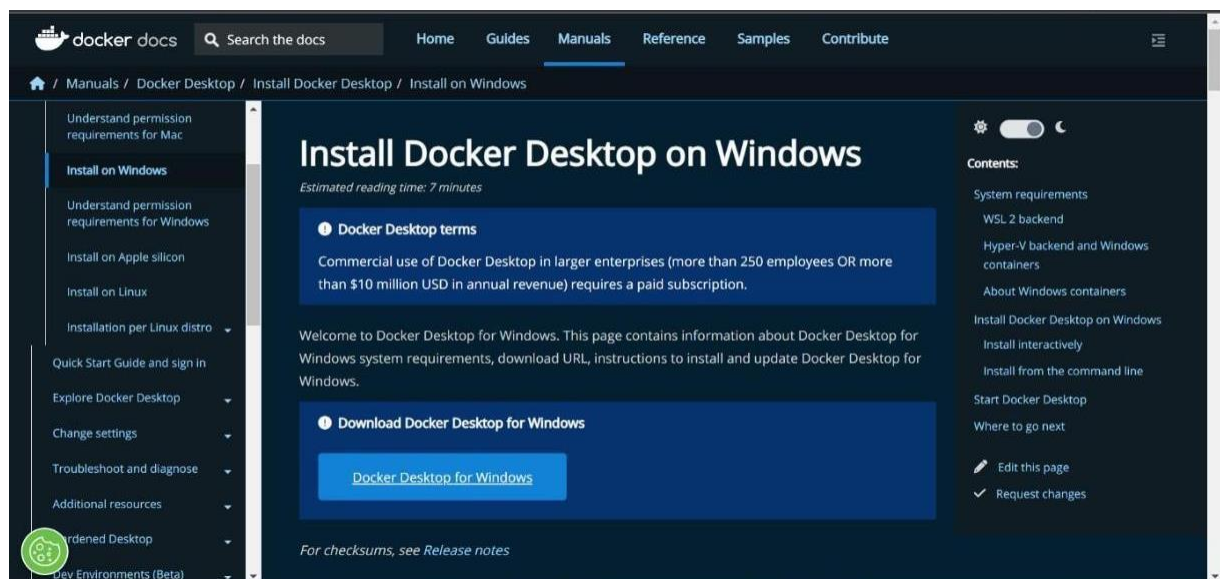 docker docs
Search the docs
Home
Guides
Manuals
Reference
Samples
Contribute
/ Manuals / Docker Desktop / Install Docker Desktop / Install on Windows
Understand permission
requirements for Mac
Install on Windows
Understand permission
requirements for Windows
Install on Apple silicon
Install on Linux
Installation per Linux distro
Quick Start Guide and sign in
Explore Docker Desktop
Change settings
Troubleshoot and diagnose
Additional resources
Desktop
Dev Environments (Beta)
Install Docker Desktop on Windows
Estimated reading time: 7 minutes
Docker Desktop terms
Commercial use of Docker Desktop in larger enterprises (more than 250 employees OR more
than $10 million USD in annual revenue) requires a paid subscription.
Welcome to Docker Desktop for Windows. This page contains information about Docker Desktop for
Windows system requirements, download URL, instructions to install and update Docker Desktop for
Windows.
Download Docker Desktop for Windows
Docker Desktop for Windows
For checksums, see Release notes
Contents:
System requirements
WSL 2 backend
Hyper-V backend and Windows
containers
About Windows containers
Install Docker Desktop on Windows
Install interactively
Install from the command line
Start Docker Desktop
Where to go next
Edit this page
Request changes